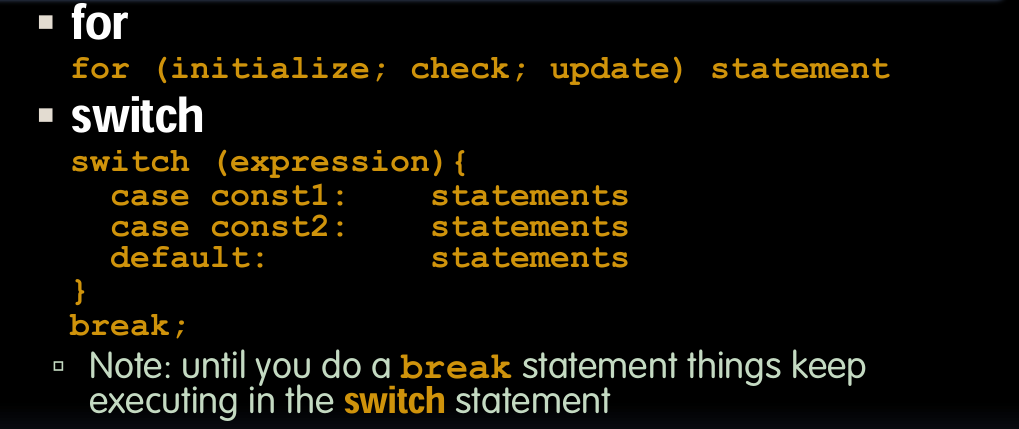 for
for (initialize; check; update) statement
switch
switch (expression){
case const1: statements
case const2: statements
default: statements
}
break;
Note: until you do a break statement things keep
executing in the switch statement